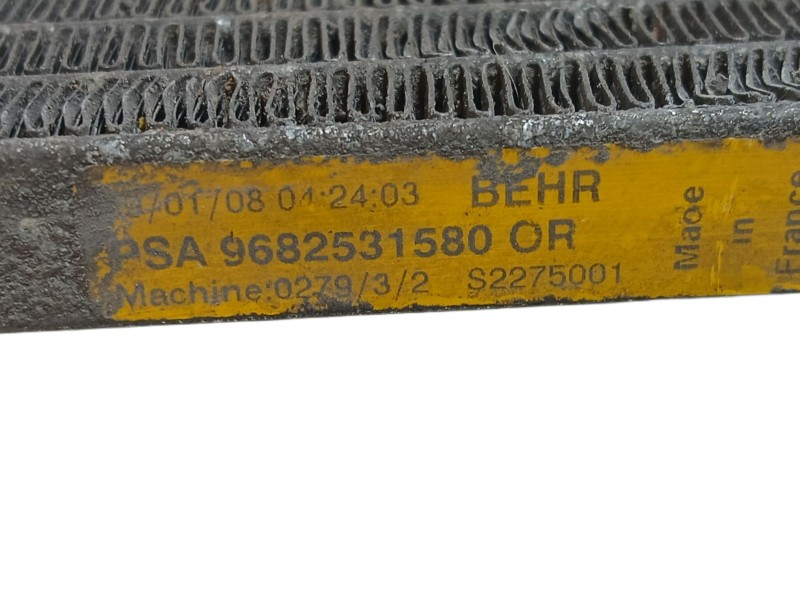 /01/08 04:24:03 BEHR
PSA 9682531580 OR
Machine:0279/3/2 S2275001
Made
in
France